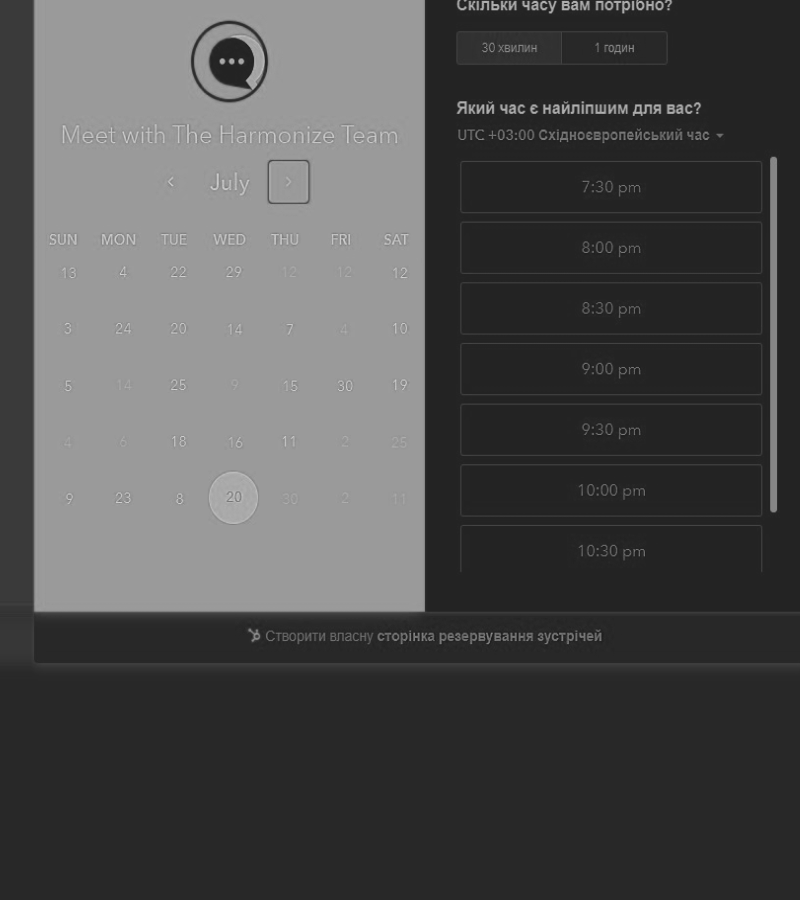 Meet with The Harmonize Team
July
SUN MON TUE WED THU FRI SAT
13 4 22 29 12 12 12
3 24 20 14 7 4 10
5 14 25 9 15 30 19
4 6 18 16 11 2 25
9 23 8 20 30 2 11
Скільки часу вам потрібно?
30 хвилин 1 годин
Який час є найліпшим для вас?
UTC +03:00 Східноєвропейський час
7:30 pm
8:00 pm
8:30 pm
9:00 pm
9:30 pm
10:00 pm
10:30 pm
Створити власну сторінка резервування зустрічей